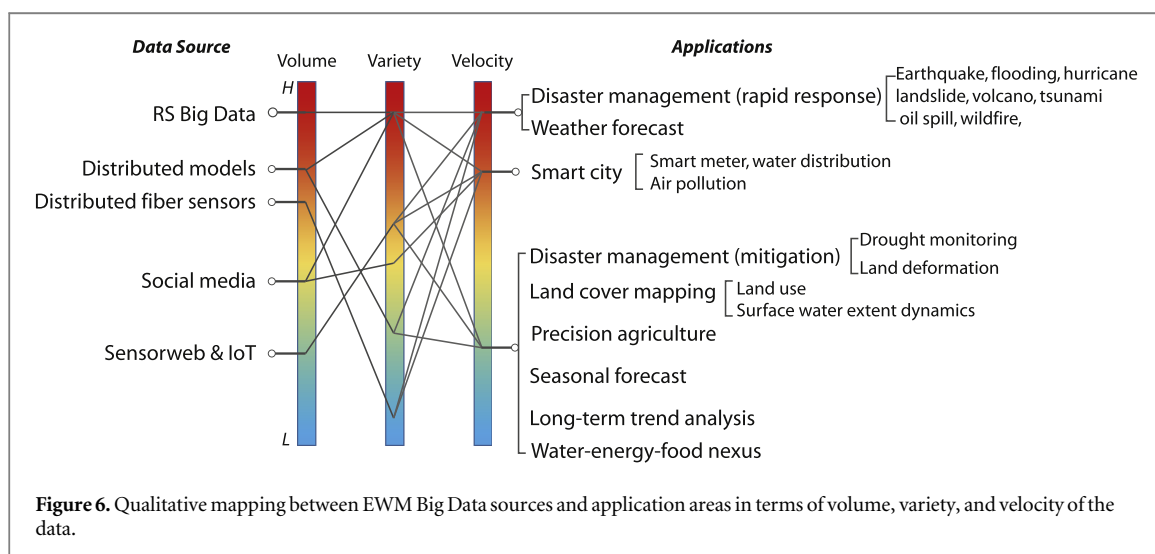 Data Source
Applications
Volume
Variety
Velocity
H
L
RS Big Data
Distributed models
Distributed fiber sensors
Social media
Sensorweb & IoT
Disaster management (rapid response)
Earthquake, flooding, hurricane
landslide, volcano, tsunami
oil spill, wildfire,
Weather forecast
Smart city
Smart meter, water distribution
Air pollution
Disaster management (mitigation)
Drought monitoring
Land deformation
Land cover mapping
Land use
Surface water extent dynamics
Precision agriculture
Seasonal forecast
Long-term trend analysis
Water-energy-food nexus
Figure 6. Qualitative mapping between EWM Big Data sources and application areas in terms of volume, variety, and velocity of the
data.